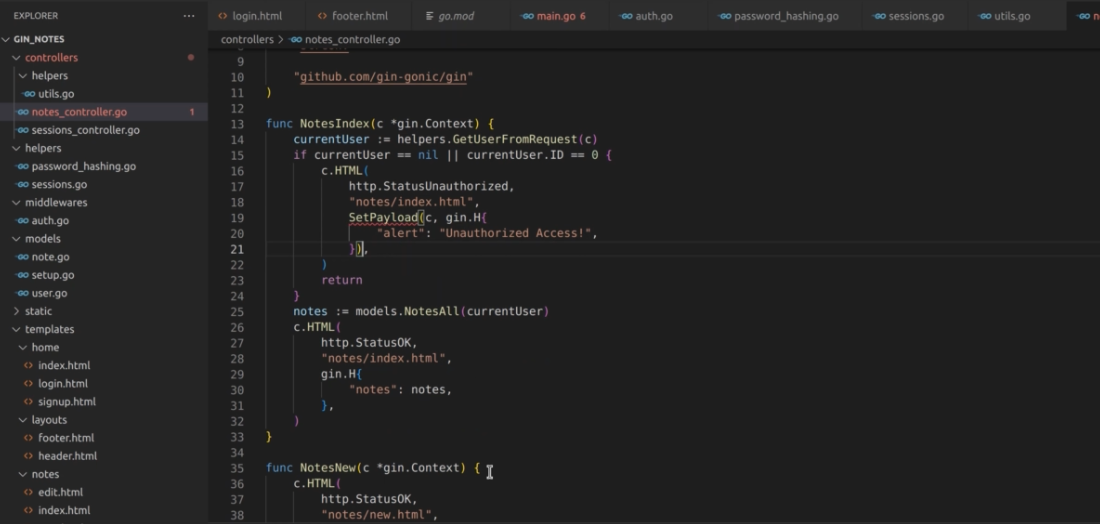 EXPLORER ...
login.html footer.html go.mod main.go 6 auth.go password_hashing.go sessions.go utils.go
GIN_NOTES
controllers
helpers
utils.go
notes_controller.go 1
sessions_controller.go
helpers
password_hashing.go
sessions.go
middlewares
auth.go
models
note.go
setup.go
user.go
static
templates
home
index.html
login.html
signup.html
layouts
footer.html
header.html
notes
edit.html
index.html
controllers > notes_controller.go
9
10 "github.com/gin-gonic/gin"
11 )
12
13 func NotesIndex(c *gin.Context) {
14 currentUser := helpers.GetUserFromRequest(c)
15 if currentUser == nil || currentUser.ID == 0 {
16 c.HTML(
17 http.StatusUnauthorized,
18 "notes/index.html",
19 SetPayload(c, gin.H{
20 "alert": "Unauthorized Access!",
21 }),
22 )
23 return
24 }
25 notes := models.NotesAll(currentUser)
26 c.HTML(
27 http.StatusOK,
28 "notes/index.html",
29 gin.H{
30 "notes": notes,
31 },
32 )
33 }
34
35 func NotesNew(c *gin.Context) {
36 c.HTML(
37 http.StatusOK,
38 "notes/new.html",